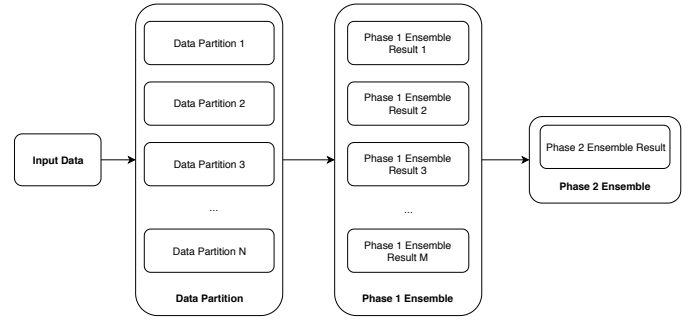 Input Data
Data Partition 1
Data Partition 2
Data Partition 3
...
Data Partition N
Data Partition
Phase 1 Ensemble
Result 1
Phase 1 Ensemble
Result 2
Phase 1 Ensemble
Result 3
...
Phase 1 Ensemble
Result M
Phase 1 Ensemble
Phase 2 Ensemble Result
Phase 2 Ensemble